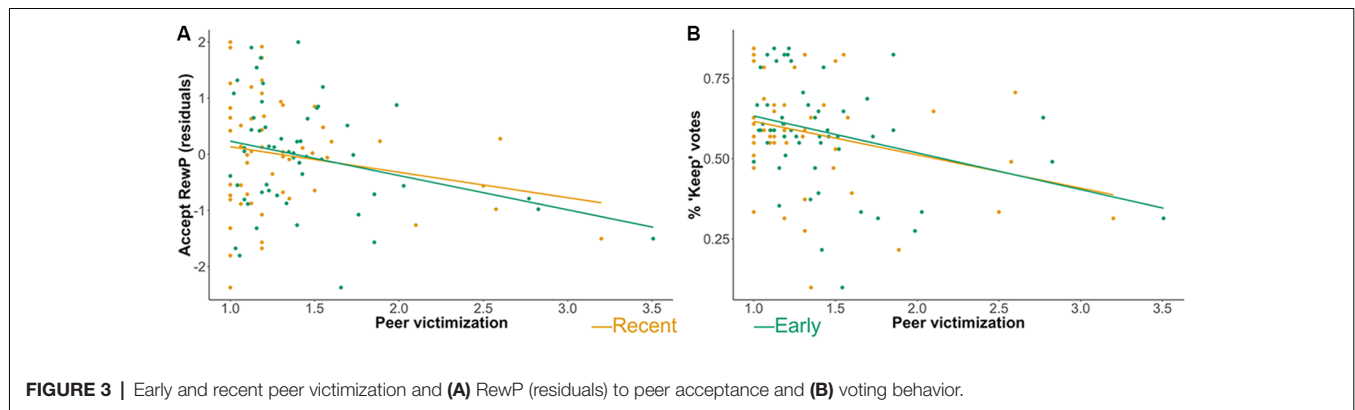 A
Accept RewP (residuals)
2
1
0
-1
-2
1.0 1.5 2.0 2.5 3.0 3.5
Peer victimization
—Recent
B
% 'Keep' votes
0.75
0.50
0.25
1.0 1.5 2.0 2.5 3.0 3.5
Peer victimization
—Early
FIGURE 3 | Early and recent peer victimization and (A) RewP (residuals) to peer acceptance and (B) voting behavior.